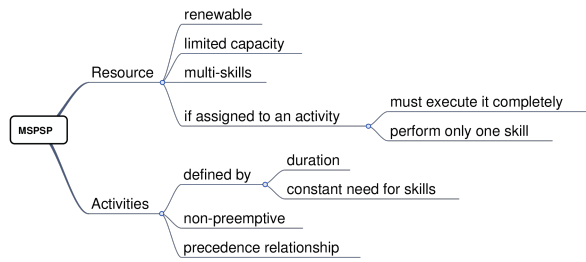 MSPSP
Resource
renewable
limited capacity
multi-skills
if assigned to an activity
must execute it completely
perform only one skill
Activities
defined by
duration
constant need for skills
non-preemptive
precedence relationship